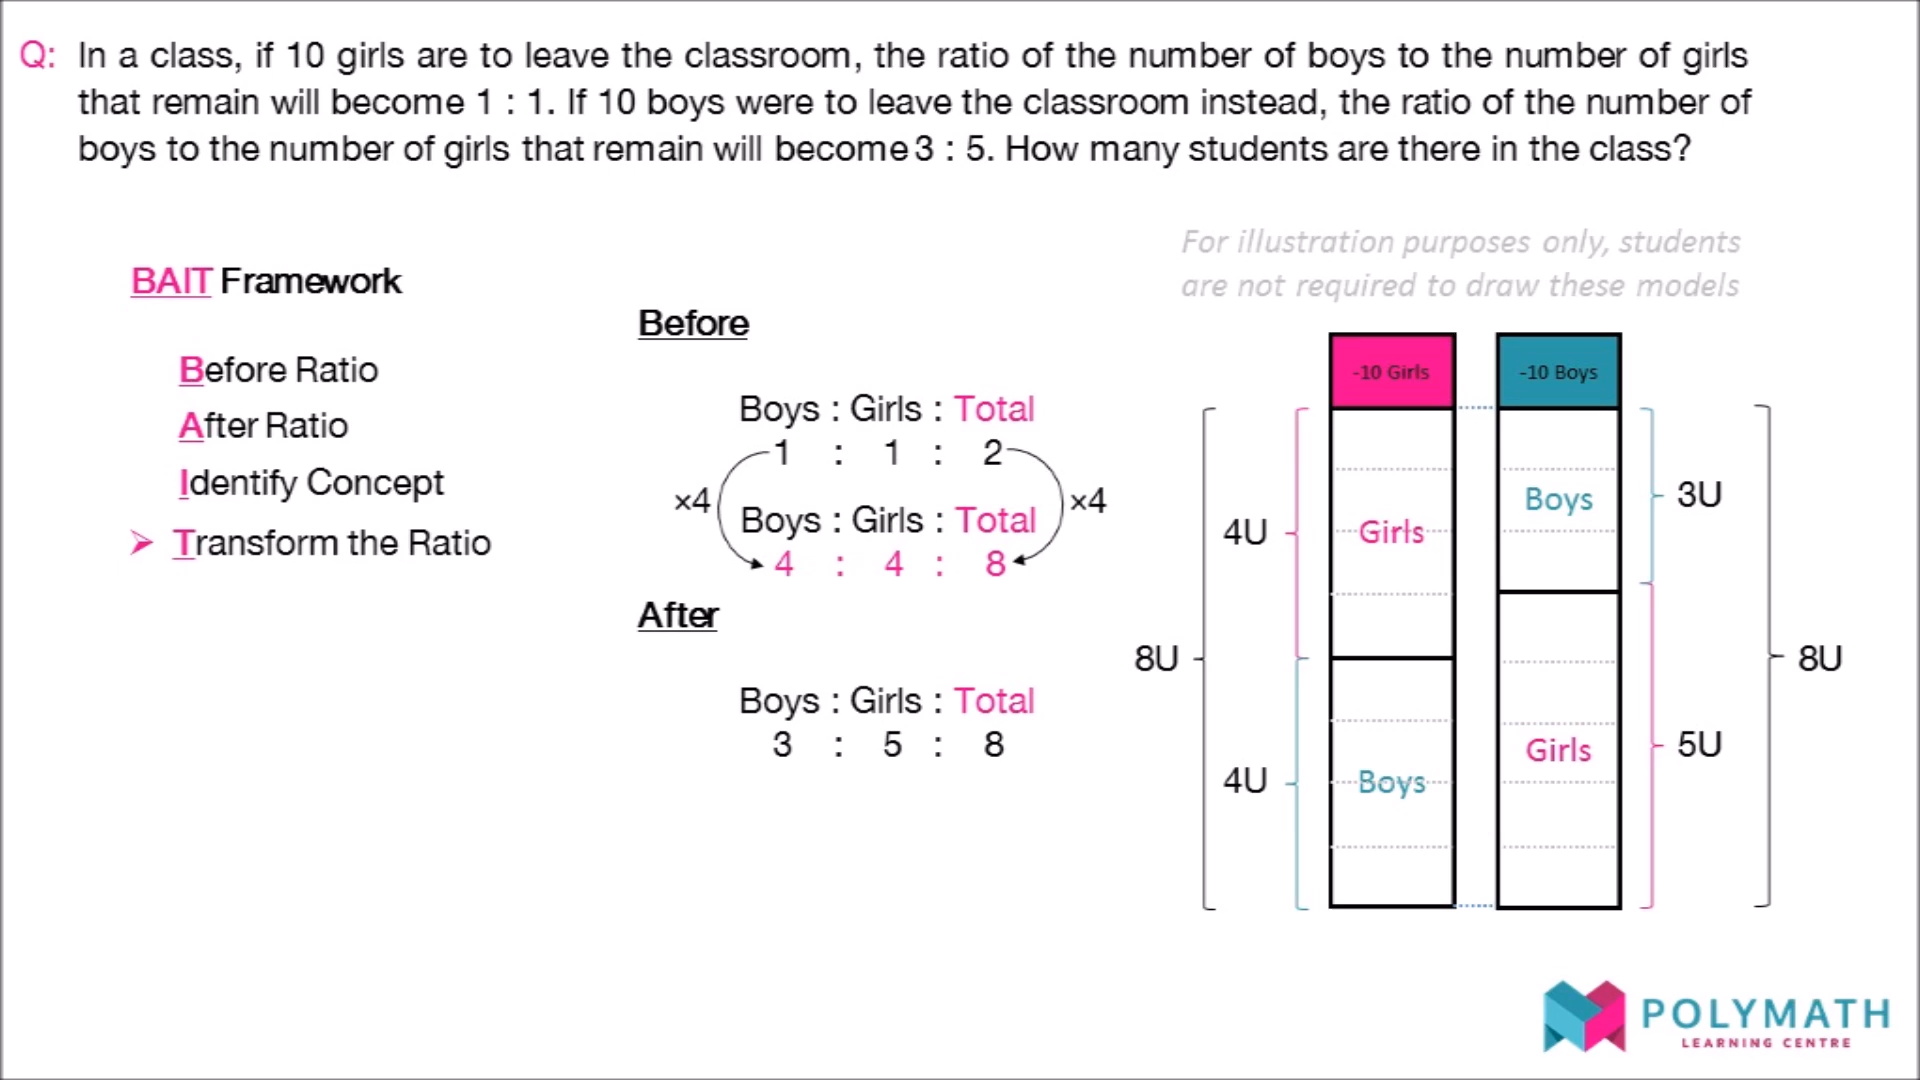 Q: In a class, if 10 girls are to leave the classroom, the ratio of the number of boys to the number of girls
that remain will become 1 : 1. If 10 boys were to leave the classroom instead, the ratio of the number of
boys to the number of girls that remain will become 3 : 5. How many students are there in the class?
For illustration purposes only, students
are not required to draw these models
BAIT Framework
Before Ratio
After Ratio
Identify Concept
➤ Transform the Ratio
Before
Boys : Girls : Total
1 : 1 : 2
×4 ×4
Boys : Girls : Total
4 : 4 : 8
After
Boys : Girls : Total
3 : 5 : 8
-10 Girls
-10 Boys
8U
4U
4U
Girls
Boys
Boys
Girls
3U
5U
8U
POLYMATH
LEARNING CENTRE